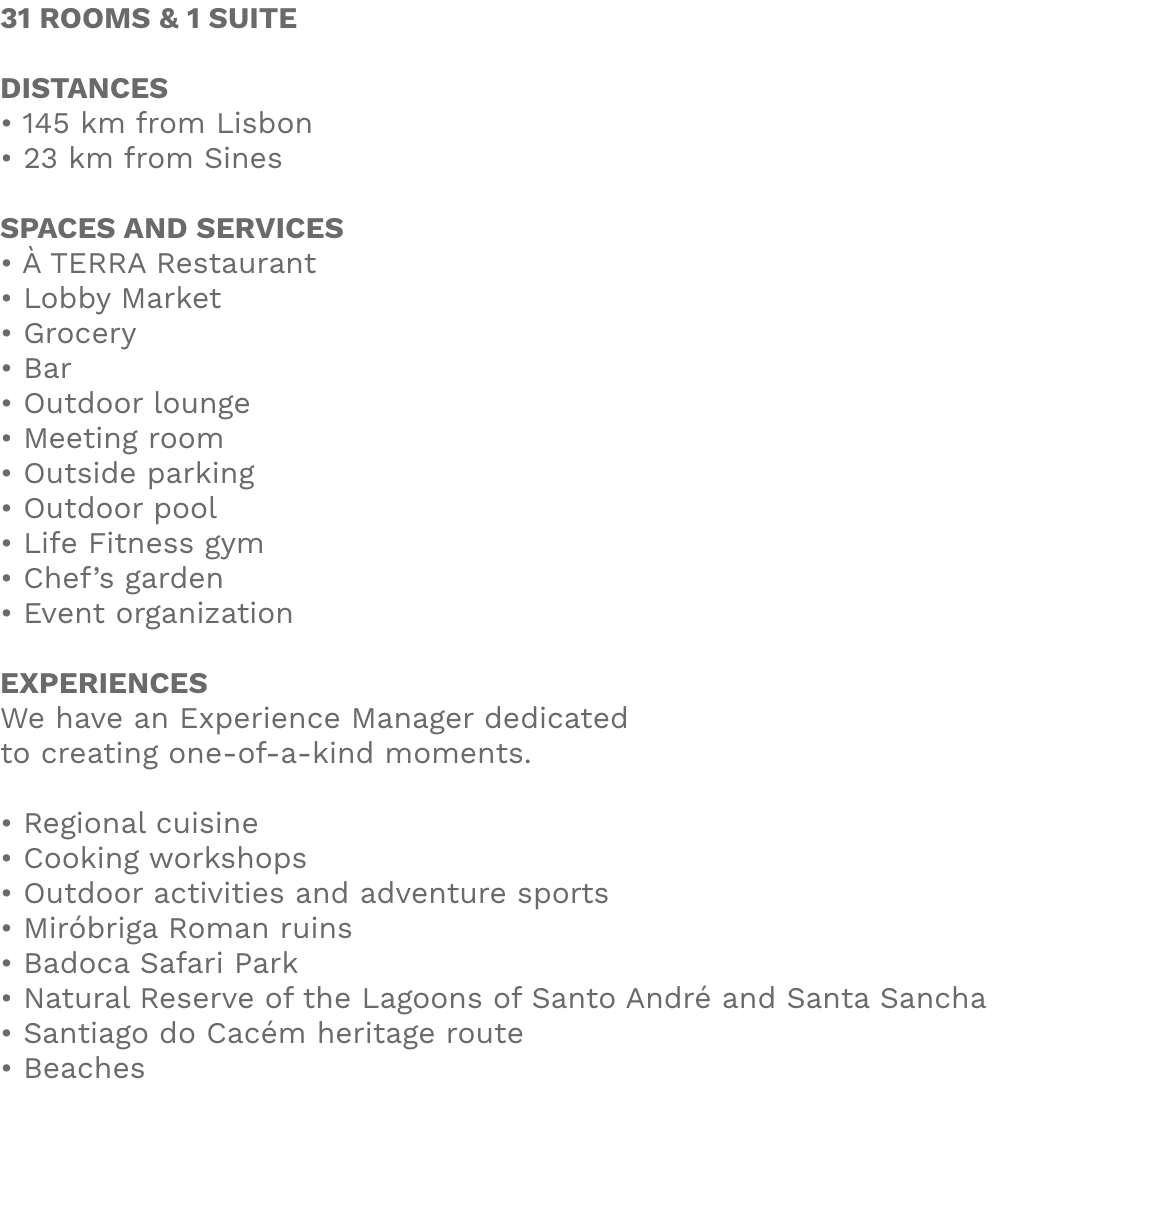 31 ROOMS & 1 SUITE
DISTANCES
• 145 km from Lisbon
• 23 km from Sines
SPACES AND SERVICES
• À TERRA Restaurant
• Lobby Market
• Grocery
• Bar
• Outdoor lounge
• Meeting room
• Outside parking
• Outdoor pool
• Life Fitness gym
• Chef’s garden
• Event organization
EXPERIENCES
We have an Experience Manager dedicated
to creating one-of-a-kind moments.
• Regional cuisine
• Cooking workshops
• Outdoor activities and adventure sports
• Miróbriga Roman ruins
• Badoca Safari Park
• Natural Reserve of the Lagoons of Santo André and Santa Sancha
• Santiago do Cacém heritage route
• Beaches